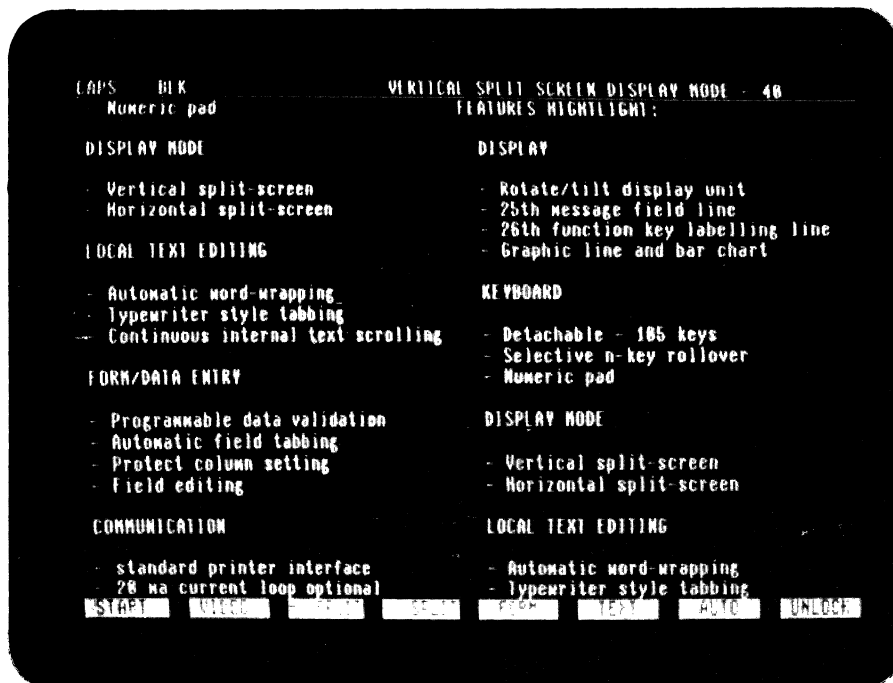 CAPS BLK VERTICAL SPLIT SCREEN DISPLAY MODE - 40
Numeric pad
DISPLAY MODE
- Vertical split-screen
- Horizontal split-screen
LOCAL TEXT EDITING
- Automatic word-wrapping_
- Typewriter style tabbing
- Continuous internal text scrolling
FORM/DATA ENTRY
- Programmable data validation
- Automatic field tabbing
- Protect column setting
- Field editing
COMMUNICATION
- standard printer interface
- 20 ma current loop optional
FEATURES HIGHTLIGHT:
DISPLAY
- Rotate/tilt display unit
- 25th message field line
- 26th function key labelling line
- Graphic line and bar chart
KEYBOARD
- Detachable - 105 keys
- Selective n-key rollover
- Numeric pad
DISPLAY MODE
- Vertical split-screen
- Horizontal split-screen
LOCAL TEXT EDITING
- Automatic word-wrapping
- Typewriter style tabbing
START VIDEO SPLIT FORM TEXT AUTO UNLOCK